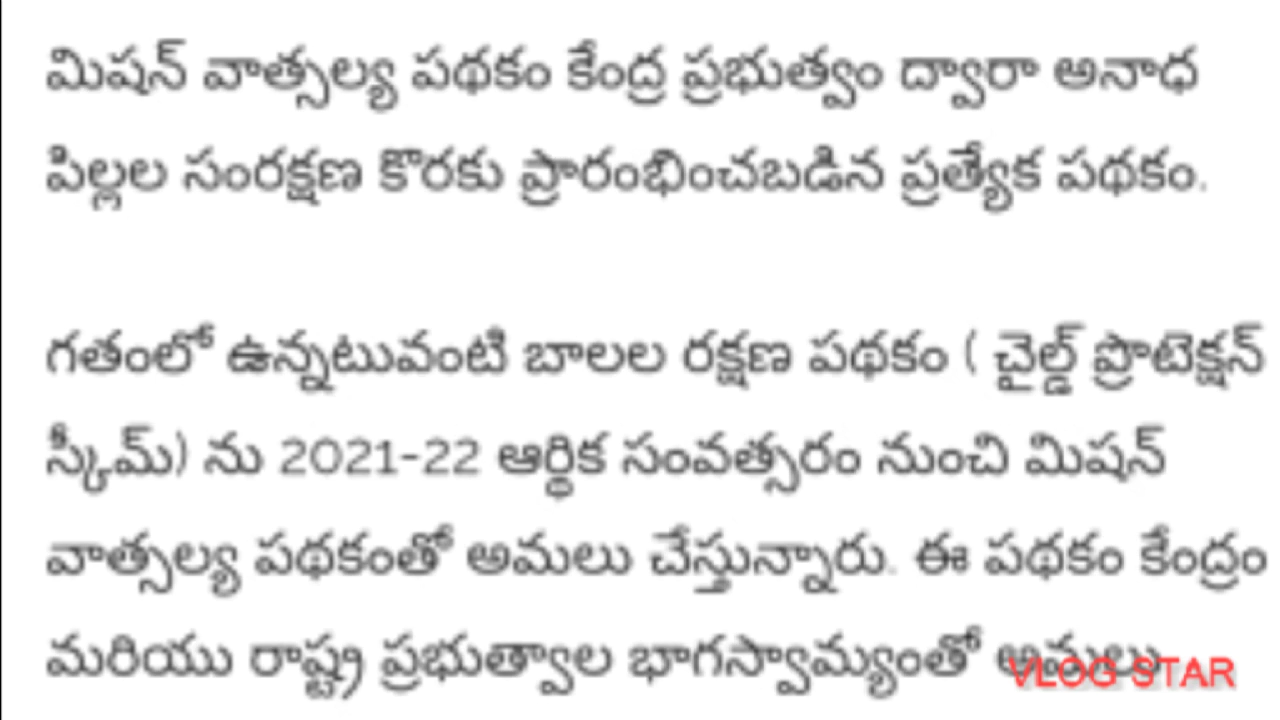 మిషన్ వాత్సల్య పథకం కేంద్ర ప్రభుత్వం ద్వారా అనాధ
పిల్లల సంరక్షణ కొరకు ప్రారంభించబడిన ప్రత్యేక పథకం.
గతంలో ఉన్నటువంటి బాలల రక్షణ పథకం ( చైల్డ్ ప్రొటెక్షన్
స్కీమ్) ను 2021-22 ఆర్థిక సంవత్సరం నుంచి మిషన్
వాత్సల్య పథకంతో అమలు చేస్తున్నారు. ఈ పథకం కేంద్రం
మరియు రాష్ట్ర ప్రభుత్వాల భాగస్వామ్యంతో అమలు
VLOG STAR